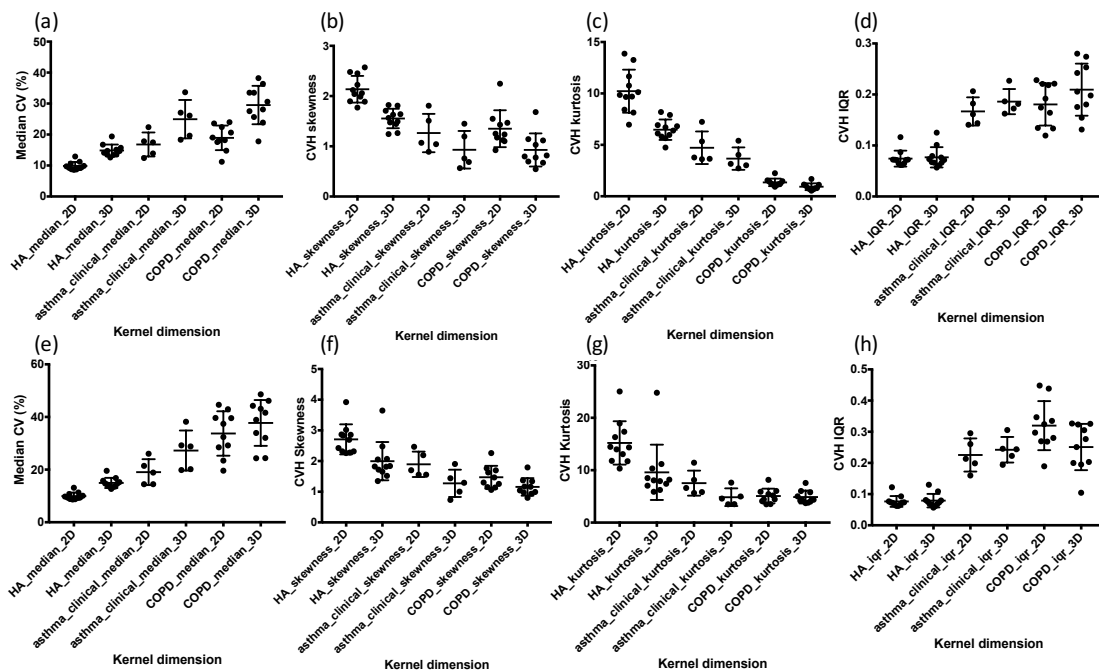 (a)
Median CV (%)
50
40
30
20
10
0
HA_median_2D
HA_median_3D
asthma_clinical_median_2D
asthma_clinical_median_3D
COPD_median_2D
COPD_median_3D
Kernel dimension
(b)
CVH skewness
3
2
1
0
HA_skewness_2D
HA_skewness_3D
asthma_clinical_skewness_2D
asthma_clinical_skewness_3D
COPD_skewness_2D
COPD_skewness_3D
Kernel dimension
(c)
CVH kurtosis
15
10
5
0
HA_kurtosis_2D
HA_kurtosis_3D
asthma_clinical_kurtosis_2D
asthma_clinical_kurtosis_3D
COPD_kurtosis_2D
COPD_kurtosis_3D
Kernel dimension
(d)
CVH IQR
0.3
0.2
0.1
0.0
HA_IQR_2D
HA_IQR_3D
asthma_clinical_IQR_2D
asthma_clinical_IQR_3D
COPD_IQR_2D
COPD_IQR_3D
Kernel dimension
(e)
Median CV (%)
60
40
20
0
HA_median_2D
HA_median_3D
asthma_clinical_median_2D
asthma_clinical_median_3D
COPD_median_2D
COPD_median_3D
Kernel dimension
(f)
CVH Skewness
5
4
3
2
1
0
HA_skewness_2D
HA_skewness_3D
asthma_clinical_skewness_2D
asthma_clinical_skewness_3D
COPD_skewness_2D
COPD_skewness_3D
Kernel dimension
(g)
CVH Kurtosis
30
20
10
0
HA_kurtosis_2D
HA_kurtosis_3D
asthma_clinical_kurtosis_2D
asthma_clinical_kurtosis_3D
COPD_kurtosis_2D
COPD_kurtosis_3D
Kernel dimension
(h)
CVH IQR
0.5
0.4
0.3
0.2
0.1
0.0
HA_iqr_2D
HA_iqr_3D
asthma_clinical_iqr_2D
asthma_clinical_iqr_3D
COPD_iqr_2D
COPD_iqr_3D
Kernel dimension